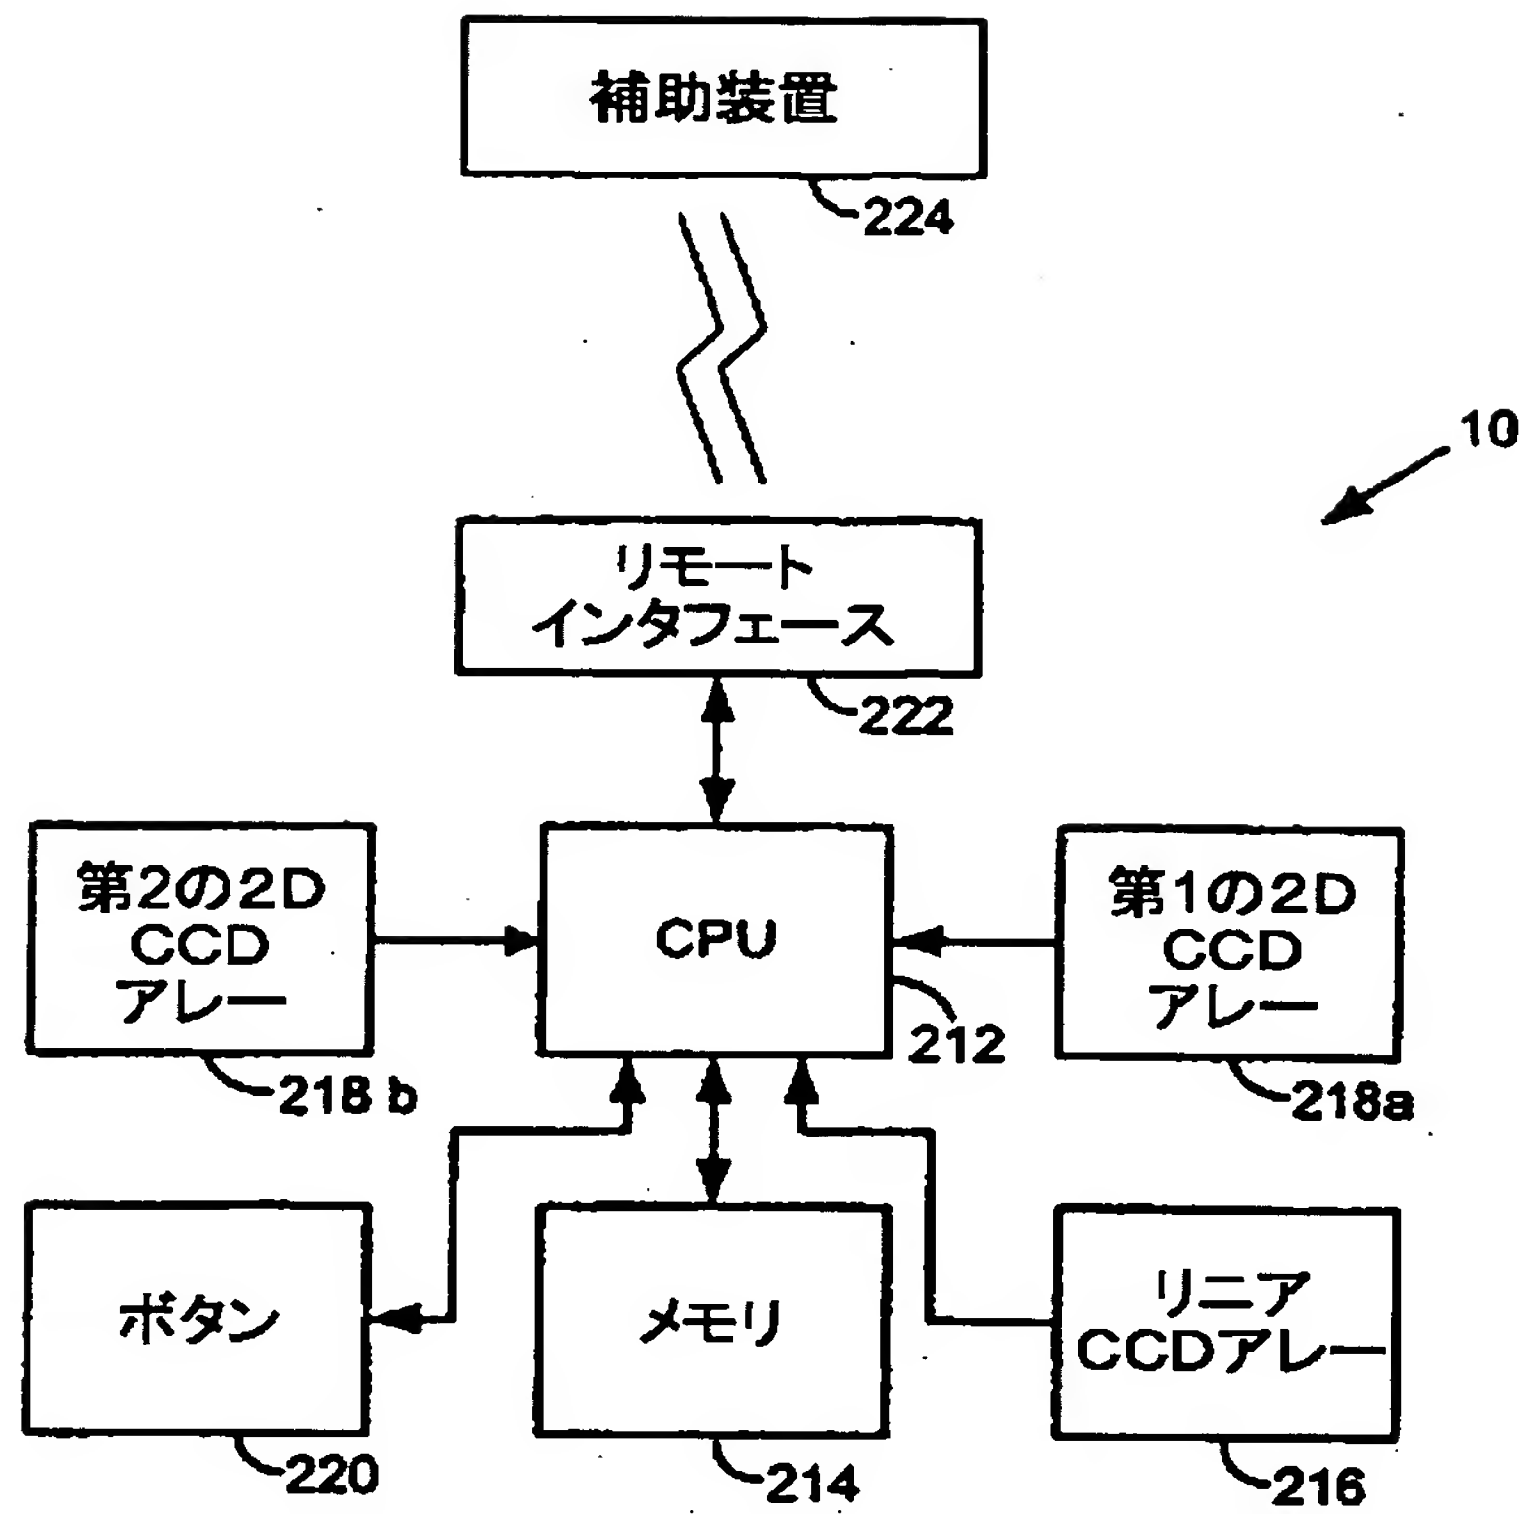 補助装置
224
10
リモート
インタフェース
222
第2の2D
CCD
アレー
218b
CPU
212
第1の2D
CCD
アレー
218a
ボタン
220
メモリ
214
リニア
CCDアレー
216